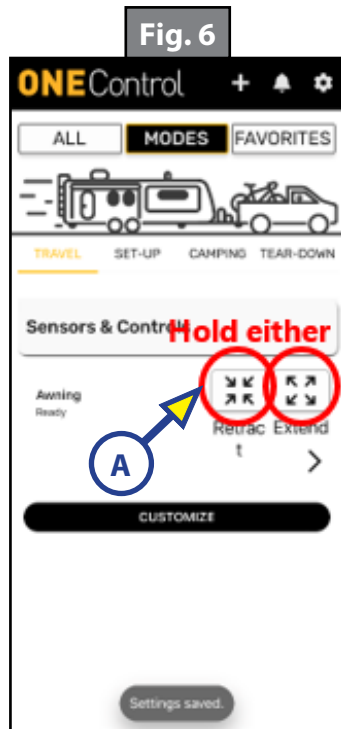 Fig. 6
ONEControl
ALL MODES FAVORITES
TRAVEL SET-UP CAMPING TEAR-DOWN
Sensors & Controls
Hold either
Awning
Ready
A
Retrac
t
Extend
CUSTOMIZE
Settings saved.